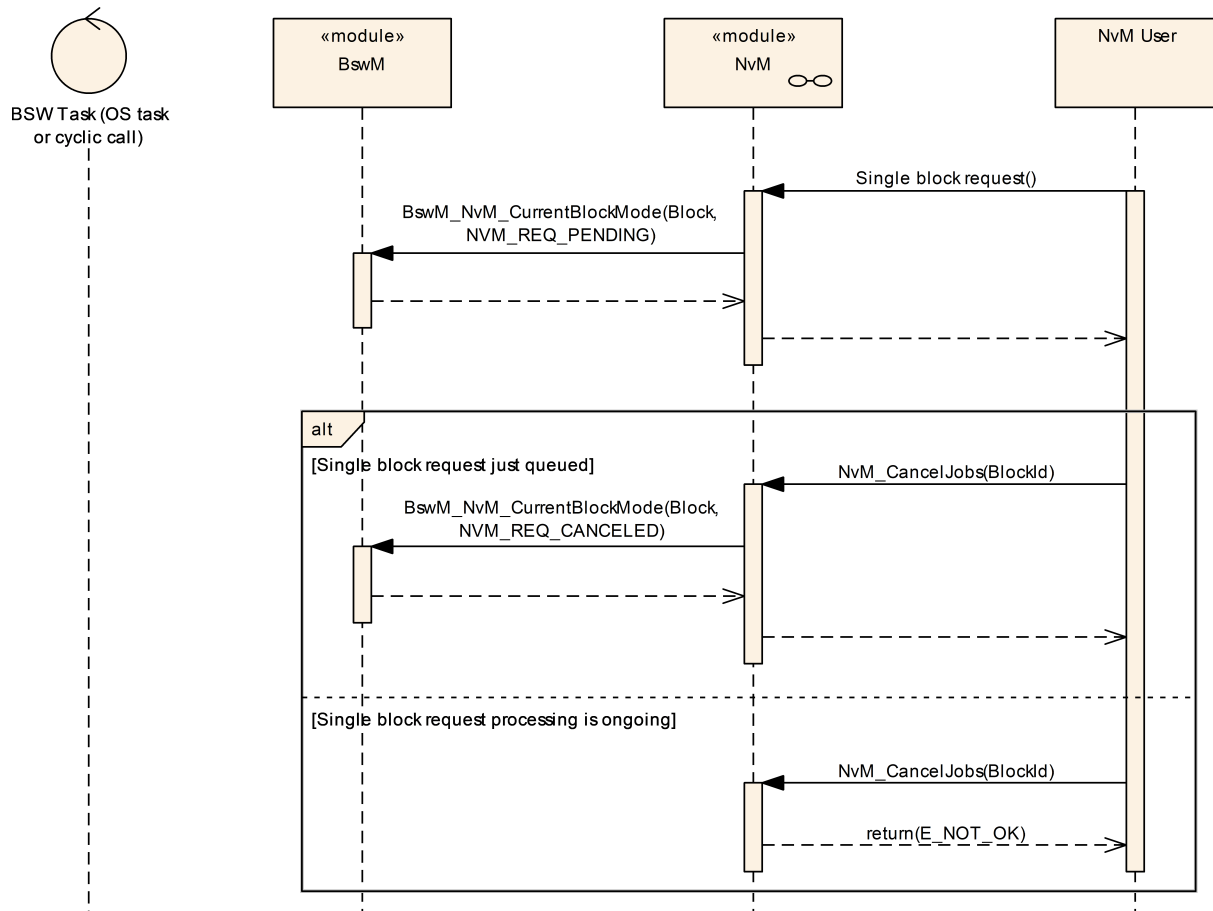 «module»
BswM
«module»
NvM
NvM User
BSW Task (OS task
or cyclic call)
Single block request()
BswM_NvM_CurrentBlockMode(Block,
NVM_REQ_PENDING)
alt
[Single block request just queued]
NvM_CancelJobs(BlockId)
BswM_NvM_CurrentBlockMode(Block,
NVM_REQ_CANCELED)
[Single block request processing is ongoing]
NvM_CancelJobs(BlockId)
return(E_NOT_OK)